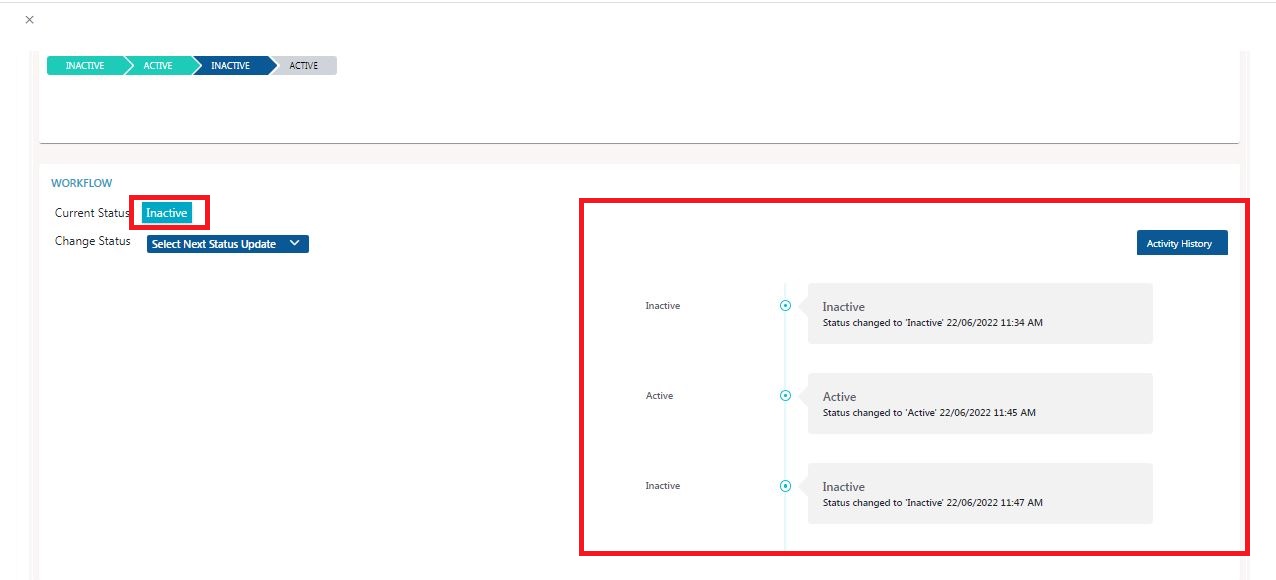 ×
INACTIVE ACTIVE INACTIVE ACTIVE
WORKFLOW
Current Status Inactive
Change Status Select Next Status Update
Activity History
Inactive
Inactive
Status changed to 'Inactive' 22/06/2022 11:34 AM
Active
Active
Status changed to 'Active' 22/06/2022 11:45 AM
Inactive
Inactive
Status changed to 'Inactive' 22/06/2022 11:47 AM